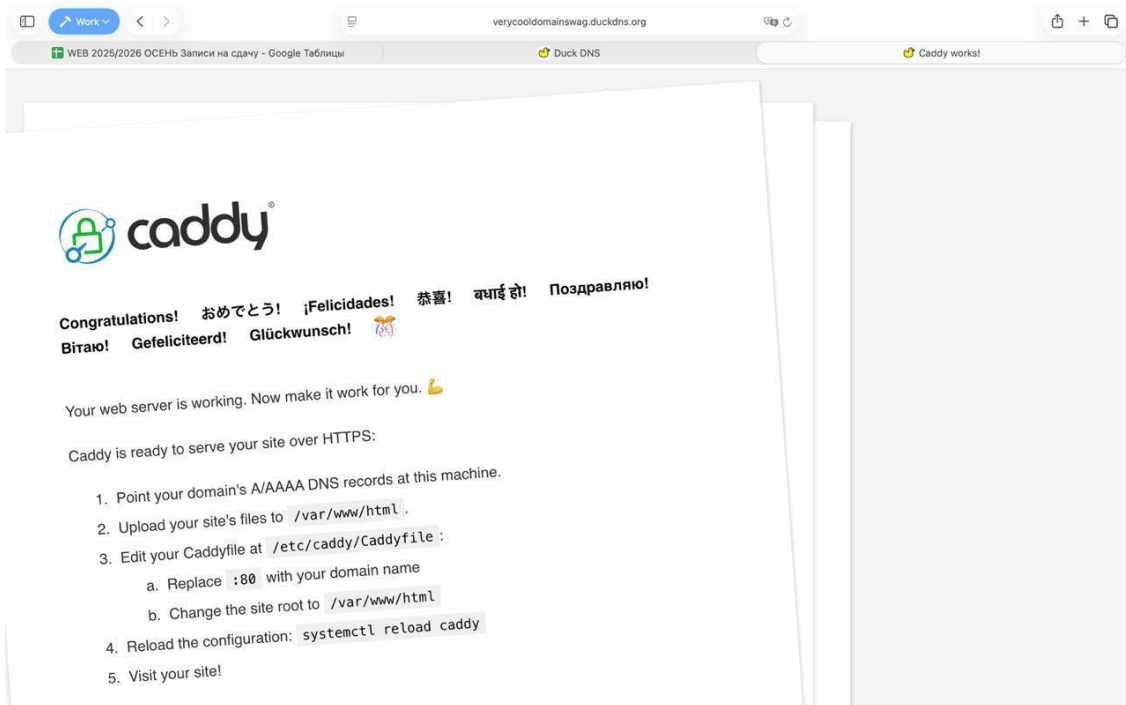 Work
verycooldomainswag.duckdns.org
WEB 2025/2026 ОСЕНЬ Записи на сдачу - Google Таблицы
Duck DNS
Caddy works!
caddy®
Congratulations! おめでとう! ¡Felicidades! 恭喜! बधाई हो! Поздравляю!
Вітаю! Gefeliciteerd! Glückwunsch! 🎊
Your web server is working. Now make it work for you. 💪
Caddy is ready to serve your site over HTTPS:
1. Point your domain's A/AAAA DNS records at this machine.
2. Upload your site's files to /var/www/html .
3. Edit your Caddyfile at /etc/caddy/Caddyfile :
a. Replace :80 with your domain name
b. Change the site root to /var/www/html
4. Reload the configuration: systemctl reload caddy
5. Visit your site!